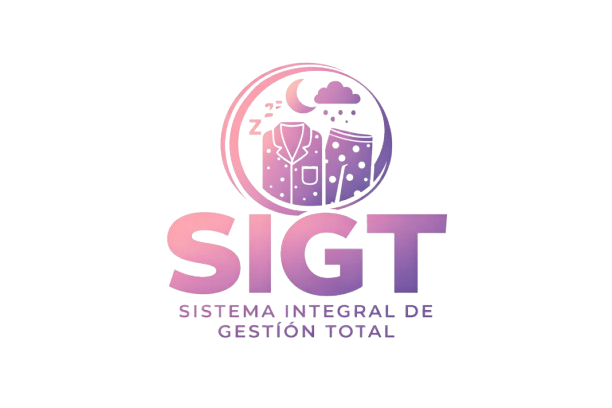 Z z z
SIGT
SISTEMA INTEGRAL DE
GESTÍÓN TOTAL